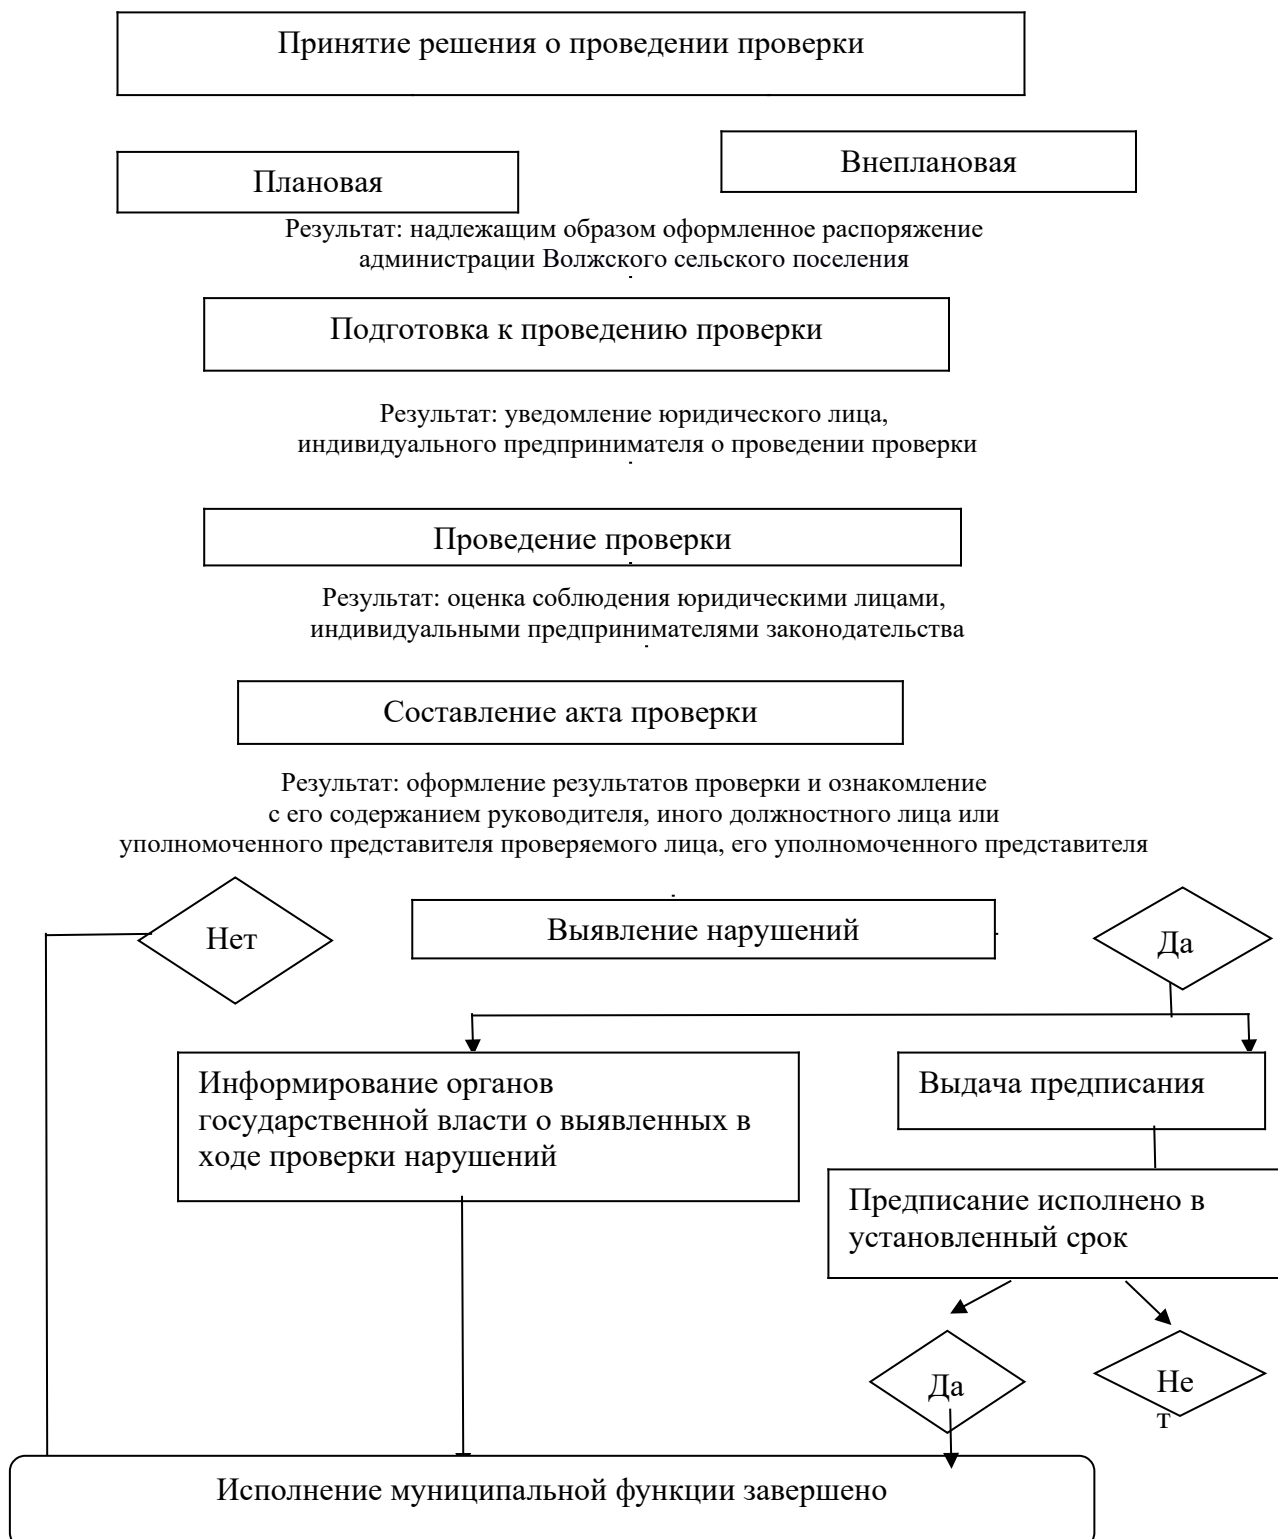 Принятие решения о проведении проверки
Плановая
Внеплановая
Результат: надлежащим образом оформленное распоряжение
администрации Волжского сельского поселения
Подготовка к проведению проверки
Результат: уведомление юридического лица,
индивидуального предпринимателя о проведении проверки
Проведение проверки
Результат: оценка соблюдения юридическими лицами,
индивидуальными предпринимателями законодательства
Составление акта проверки
Результат: оформление результатов проверки и ознакомление
с его содержанием руководителя, иного должностного лица или
уполномоченного представителя проверяемого лица, его уполномоченного представителя
Нет
Выявление нарушений
Да
Информирование органов
государственной власти о выявленных в
ходе проверки нарушений
Выдача предписания
Предписание исполнено в
установленный срок
Да
Не
т
Исполнение муниципальной функции завершено